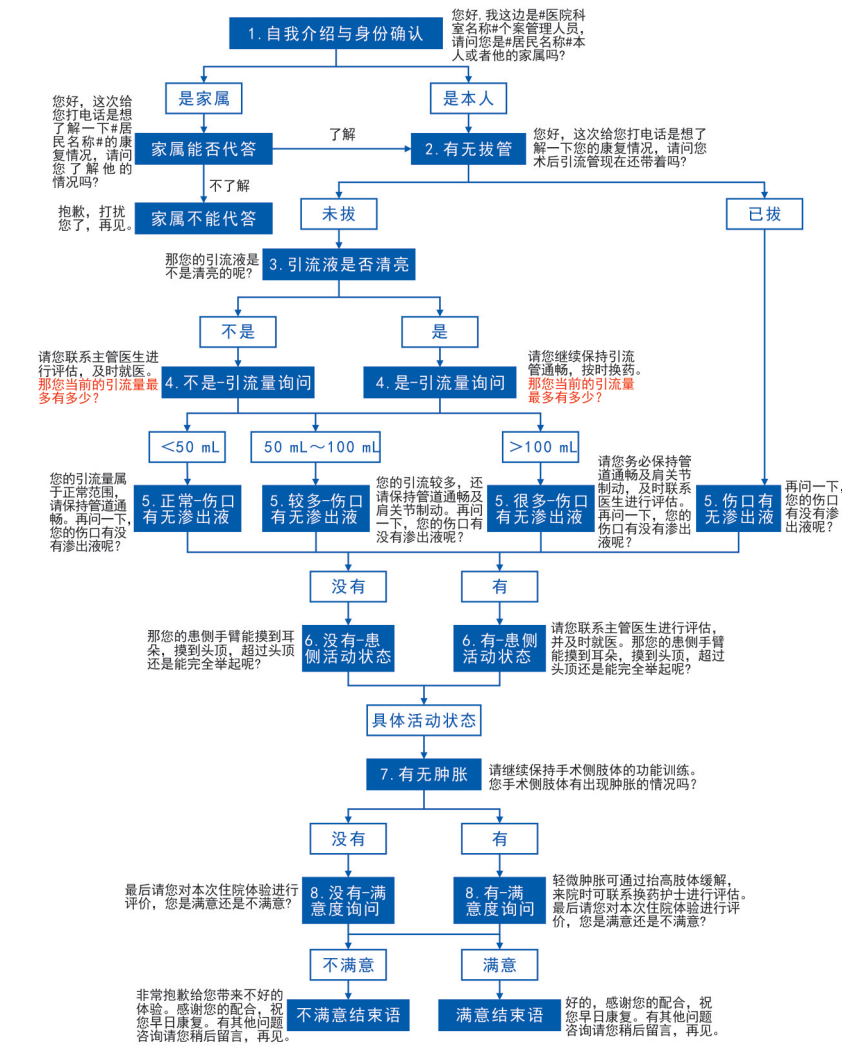 1.自我介绍与身份确认
您好,我这边是#医院科
室名称#个案管理人员,
请问您是#居民名称#本
人或者他的家属吗?
是家属
是本人
您好，这次给
您打电话是想
了解一下#居
民名称#的康
复情况，请问
您了解他的
情况吗?
家属能否代答
了解
2.有无拔管
您好，这次给您打电话是想了
解一下您的康复情况，请问您
术后引流管现在还带着吗?
不了解
抱歉，打扰
您了，再见。
家属不能代答
未拔
已拔
那您的引流液是
不是清亮的呢?
3.引流液是否清亮
不是
是
请您联系主管医生进
行评估，及时就医。
那您当前的引流量最
多有多少?
4.不是-引流量询问
4.是-引流量询问
请您继续保持引流
管通畅，按时换药。
那您当前的引流量
最多有多少?
＜50 mL
50 mL～100 mL
＞100 mL
您的引流量属
于正常范围，
请保持管道通
畅。再问一下，
您的伤口有没
有渗出液呢?
5.正常-伤口
有无渗出液
5.较多-伤口
有无渗出液
您的引流较多，还
请保持管道通畅及
肩关节制动。再问
一下，您的伤口有
没有渗出液呢?
5.很多-伤口
有无渗出液
请您务必保持管
道通畅及肩关节
制动，及时联系
医生进行评估。
再问一下，您的
伤口有没有渗出
液呢?
5.伤口有
无渗出液
再问一下，
您的伤口
有没有渗
出液呢?
没有
有
那您的患侧手臂能摸到耳
朵，摸到头顶，超过头顶
还是能完全举起呢?
6.没有-患
侧活动状态
6.有-患侧
活动状态
请您联系主管医生进行评估，
并及时就医。那您的患侧手臂
能摸到耳朵，摸到头顶，超过
头顶还是能完全举起呢?
具体活动状态
7.有无肿胀
请继续保持手术侧肢体的功能训练。
您手术侧肢体有出现肿胀的情况吗?
没有
有
最后请您对本次住院体验进行
评价，您是满意还是不满意?
8.没有-满
意度询问
8.有-满
意度询问
轻微肿胀可通过抬高肢体缓解，
来院时可联系换药护士进行评估。
最后请您对本次住院体验进行评
价，您是满意还是不满意?
不满意
满意
非常抱歉给您带来不好的
体验。感谢您的配合，祝
您早日康复。有其他问题
咨询请您稍后留言，再见。
不满意结束语
满意结束语
好的，感谢您的配合，祝
您早日康复。有其他问题
咨询请您稍后留言，再见。